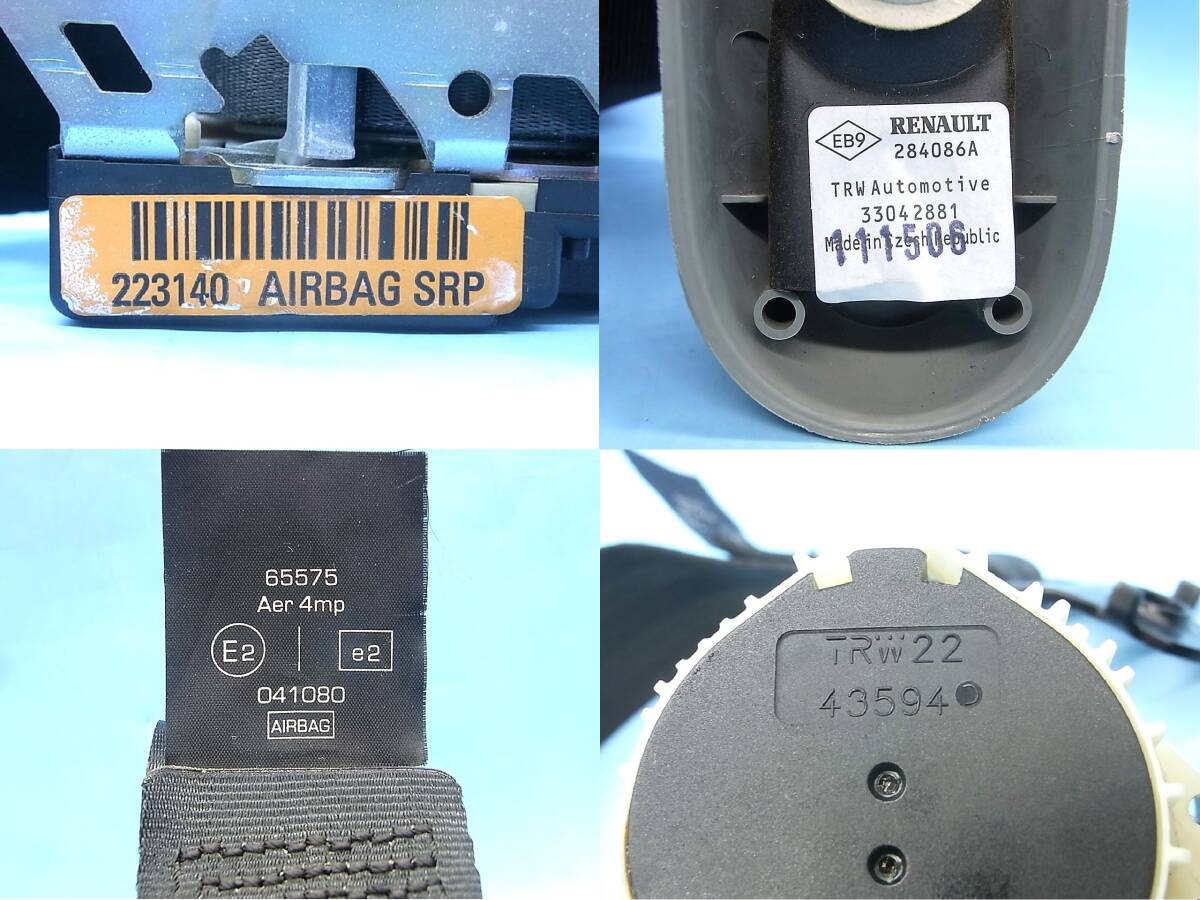 223140 AIRBAG SRP
EB9 RENAULT
284086A
TRW Automotive
33042881
Made in Czech Republic
111506
65575
Aer 4mp
E2 e2
041080
AIRBAG
TRW22
43594